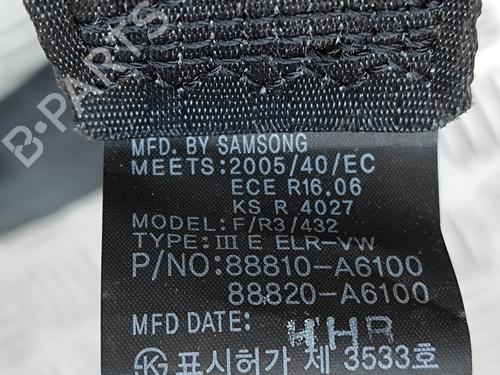 B-PARTS
MFD. BY SAMSONG
MEETS:2005/40/EC
ECE R16.06
KS R 4027
MODEL:F/R3/432
TYPE:III E ELR-VW
P/NO:88810-A6100
88820-A6100
MFD DATE: HHR
표시허가 제 3533호